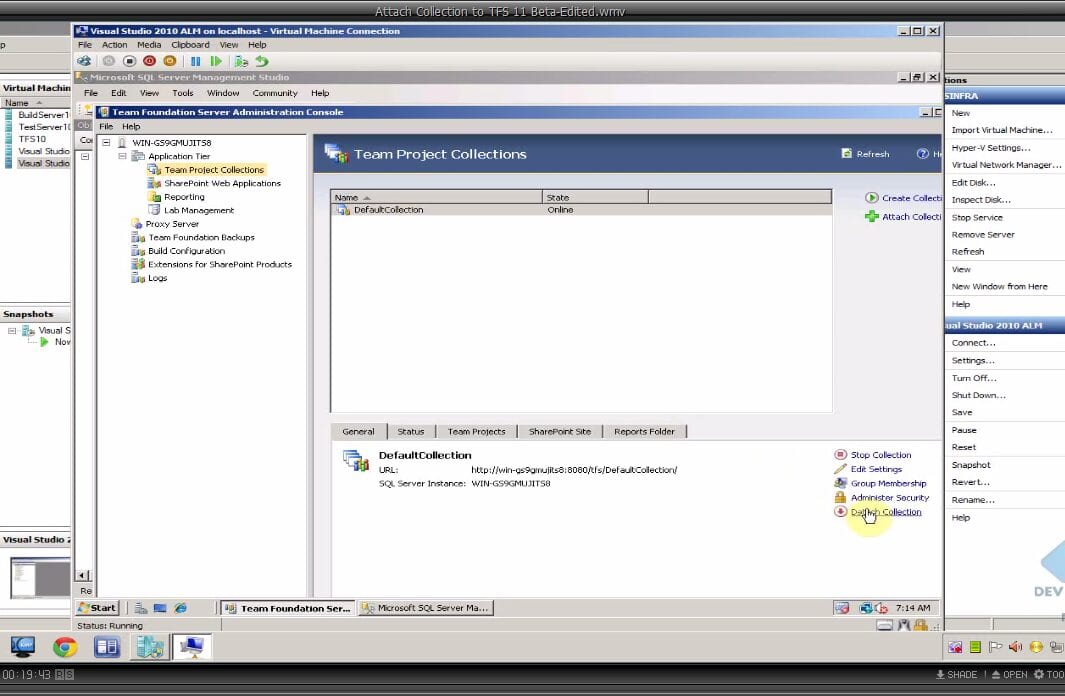 Attach Collection to TFS 11 Beta-Edited.wmv
Visual Studio 2010 ALM on localhost - Virtual Machine Connection
File Action Media Clipboard View Help
Microsoft SQL Server Management Studio
File Edit View Tools Window Community Help
Team Foundation Server Administration Console
File Help
Virtual Machin
Name
BuildServer1
TestServer10
TFS10
Visual Studio
Visual Studio
Snapshots
Visual S
Nov
Visual Studio 2
WIN-GS9GMUJITS8
Application Tier
Team Project Collections
SharePoint Web Applications
Reporting
Lab Management
Proxy Server
Team Foundation Backups
Build Configuration
Extensions for SharePoint Products
Logs
Team Project Collections
Refresh
He
Name State
DefaultCollection Online
Create Collecti
Attach Collecti
General Status Team Projects SharePoint Site Reports Folder
DefaultCollection
URL: http://win-gs9gmujits8:8080/tfs/DefaultCollection/
SQL Server Instance: WIN-GS9GMUJITS8
Stop Collection
Edit Settings
Group Membership
Administer Security
Detach Collection
tions
SINFRA
New
Import Virtual Machine...
Hyper-V Settings...
Virtual Network Manager...
Edit Disk...
Inspect Disk...
Stop Service
Remove Server
Refresh
View
New Window from Here
Help
ual Studio 2010 ALM
Connect...
Settings...
Turn Off...
Shut Down...
Save
Pause
Reset
Snapshot
Revert...
Rename...
Help
DEV
Re
Start Team Foundation Ser... Microsoft SQL Server Ma... 7:14 AM
Status: Running
00:19:43 SHADE OPEN TOO